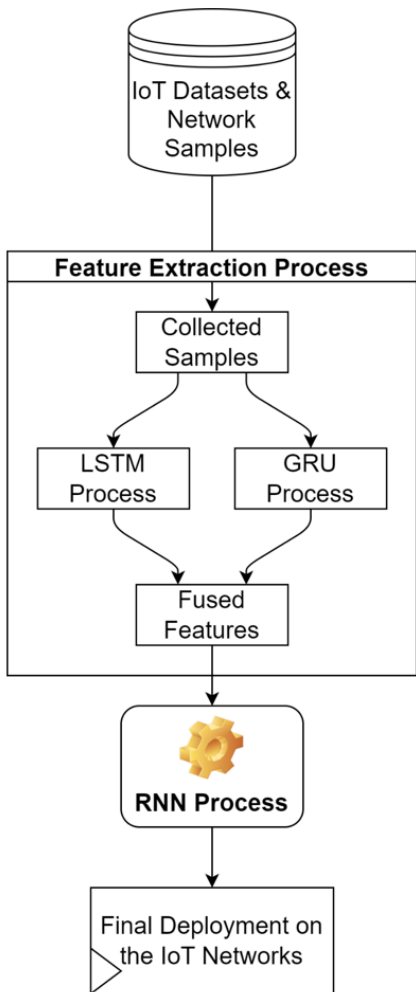 IoT Datasets &
Network
Samples
Feature Extraction Process
Collected
Samples
LSTM
Process
GRU
Process
Fused
Features
RNN Process
Final Deployment on
the IoT Networks